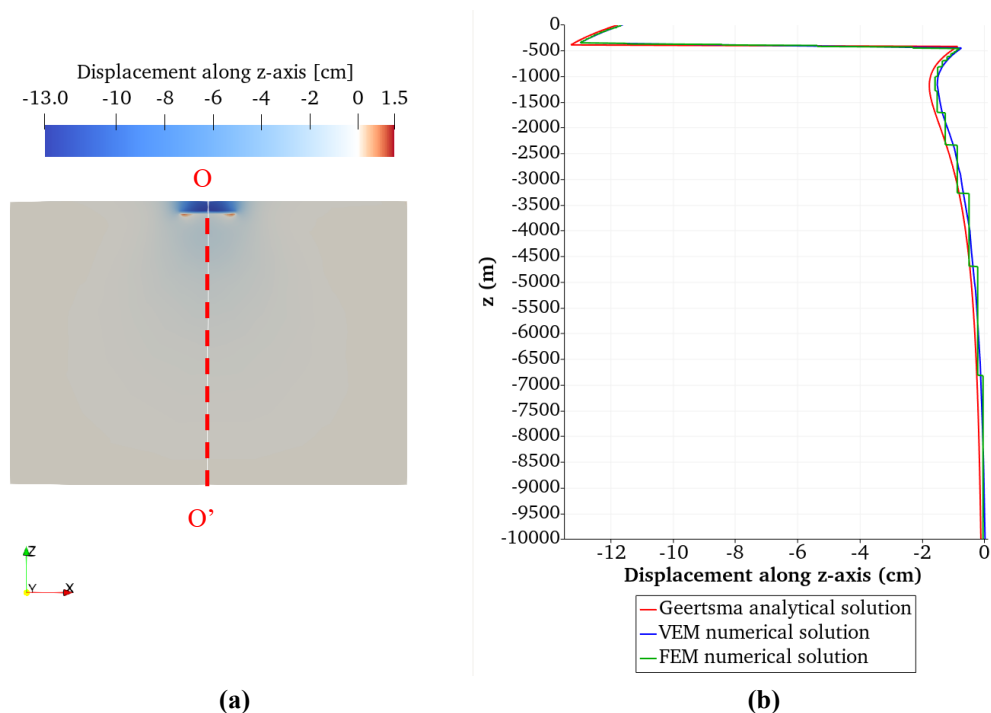 Displacement along z-axis [cm]
-13.0 -10 -8 -6 -4 -2 0 1.5
O
O'
Z
Y X
(a)
0
-500
-1000
-1500
-2000
-2500
-3000
-3500
-4000
-4500
-5000
-5500
-6000
-6500
-7000
-7500
-8000
-8500
-9000
-9500
-10000
z (m)
-12 -10 -8 -6 -4 -2 0
Displacement along z-axis (cm)
Geertsma analytical solution
VEM numerical solution
FEM numerical solution
(b)